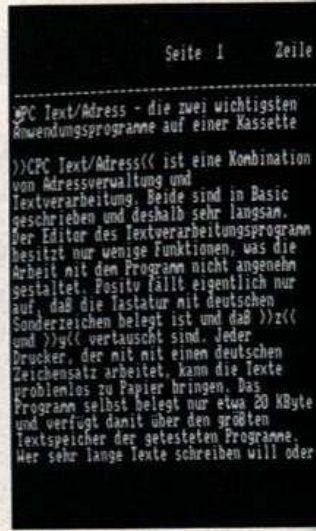 Seite 1 Zeile
PC Text/Adress - die zwei wichtigsten
Anwendungsprogramme auf einer Kassette
››CPC Text/Adress‹‹ ist eine Kombination
von Adressverwaltung und
Textverarbeitung. Beide sind in Basic
geschrieben und deshalb sehr langsam.
Der Editor des Textverarbeitungsprogramm
besitzt nur wenige Funktionen, was die
Arbeit mit dem Programm nicht angenehm
gestaltet. Positv fällt eigentlich nur
auf, daß die Tastatur mit deutschen
Sonderzeichen belegt ist und daß ››z‹‹
und ››y‹‹ vertauscht sind. Jeder
Drucker, der mit mit einem deutschen
Zeichensatz arbeitet, kann die Texte
problemlos zu Papier bringen. Das
Programm selbst belegt nur etwa 20 KByte
und verfügt damit über den größten
Textspeicher der getesteten Programme.
Wer sehr lange Texte schreiben will oder